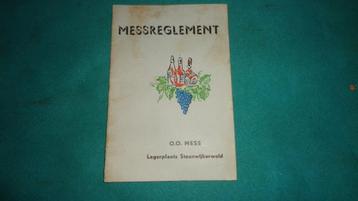 MESSREGLEMENT
O.O. MESS
Legerplaats Steenwijkerwold